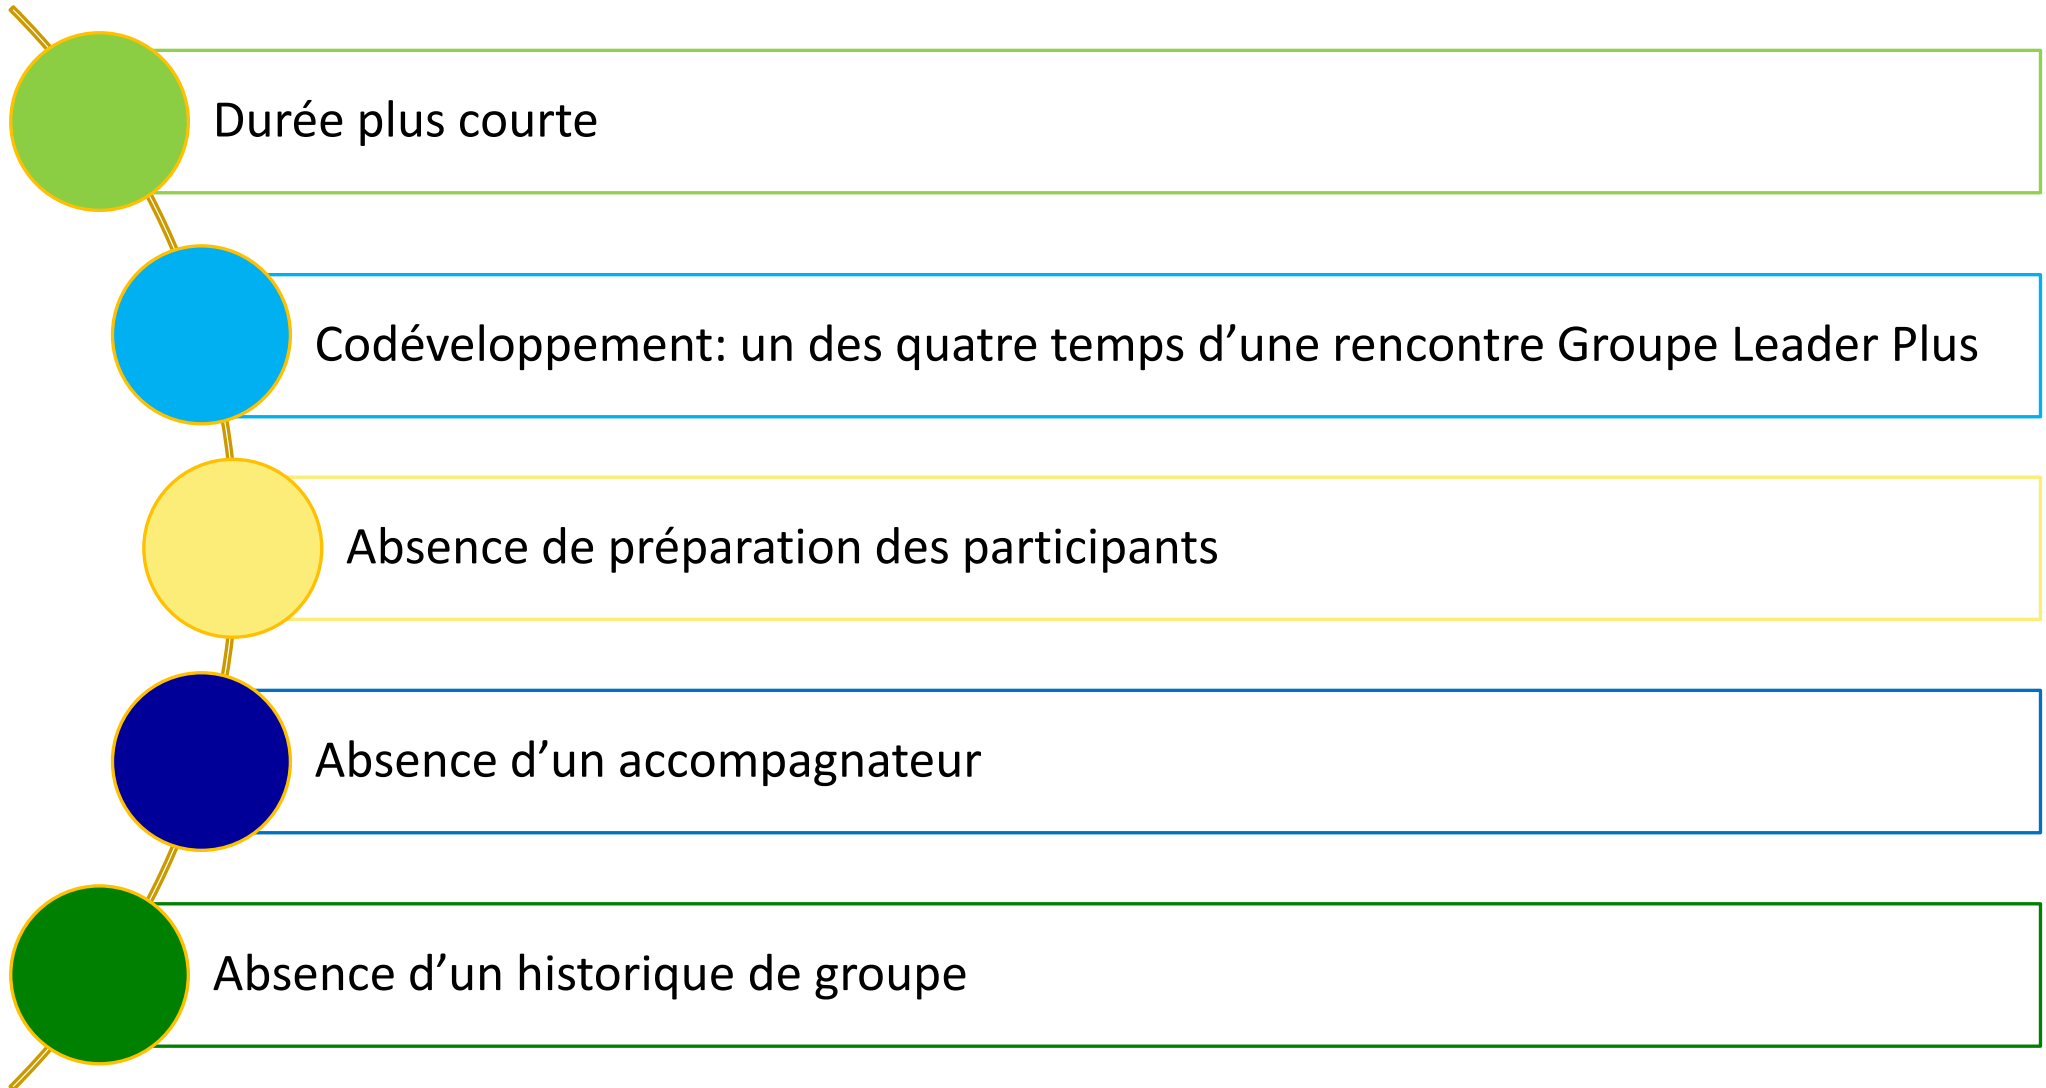 Durée plus courte
Codéveloppement: un des quatre temps d’une rencontre Groupe Leader Plus
Absence de préparation des participants
Absence d’un accompagnateur
Absence d’un historique de groupe